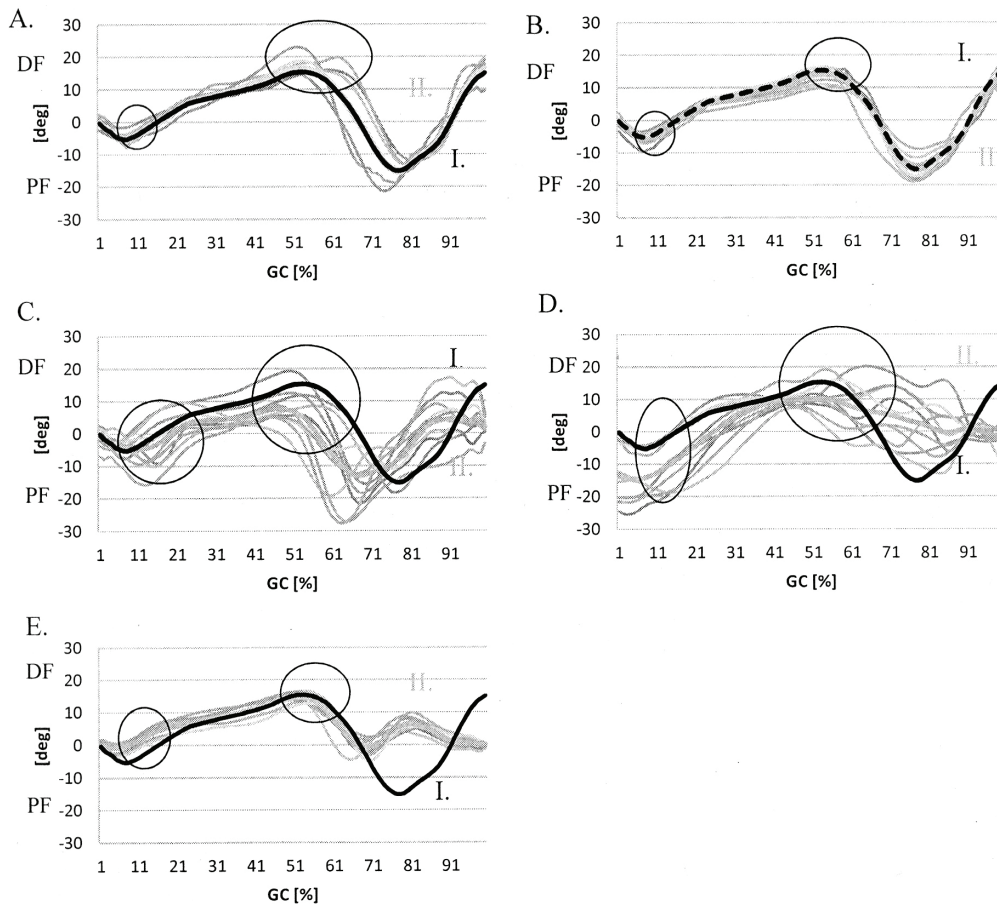 A.
30
20
DF
10
0
[deg]
-10
PF
-20
-30
II.
I.
1 11 21 31 41 51 61 71 81 91
GC [%]
B.
30
20
DF
10
0
[deg]
-10
PF
-20
-30
I.
II.
1 11 21 31 41 51 61 71 81 91
GC [%]
C.
30
DF
20
10
0
[deg]
-10
PF
-20
-30
I.
II.
1 11 21 31 41 51 61 71 81 91
GC [%]
D.
30
DF
20
10
0
[deg]
-10
PF
-20
-30
II.
I.
1 11 21 31 41 51 61 71 81 91
GC [%]
E.
30
DF
20
10
0
[deg]
-10
PF
-20
-30
II.
I.
1 11 21 31 41 51 61 71 81 91
GC [%]